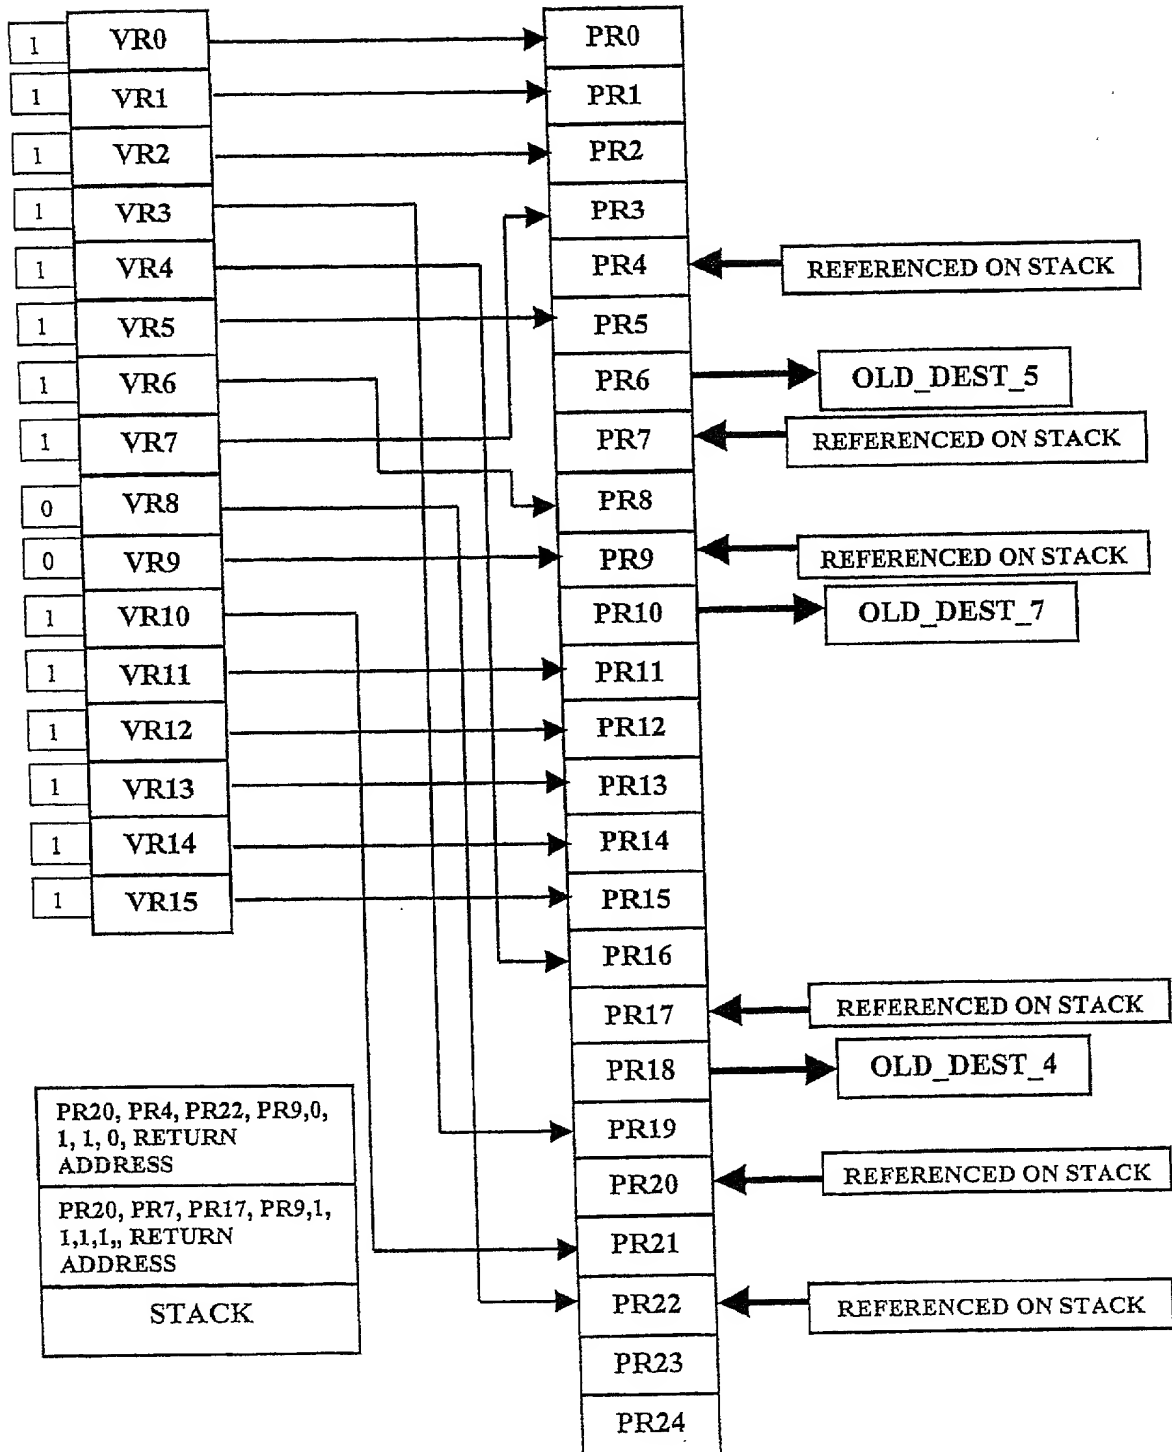 1 VR0 PR0
1 VR1 PR1
1 VR2 PR2
1 VR3 PR3
1 VR4 PR4 REFERENCED ON STACK
1 VR5 PR5
1 VR6 PR6 OLD_DEST_5
1 VR7 PR7 REFERENCED ON STACK
0 VR8 PR8
0 VR9 PR9 REFERENCED ON STACK
1 VR10 PR10 OLD_DEST_7
1 VR11 PR11
1 VR12 PR12
1 VR13 PR13
1 VR14 PR14
1 VR15 PR15
PR16
PR17 REFERENCED ON STACK
PR18 OLD_DEST_4
PR19
PR20 REFERENCED ON STACK
PR21
PR22 REFERENCED ON STACK
PR23
PR24
PR20, PR4, PR22, PR9,0,
1, 1, 0, RETURN
ADDRESS
PR20, PR7, PR17, PR9,1,
1,1,1,, RETURN
ADDRESS
STACK